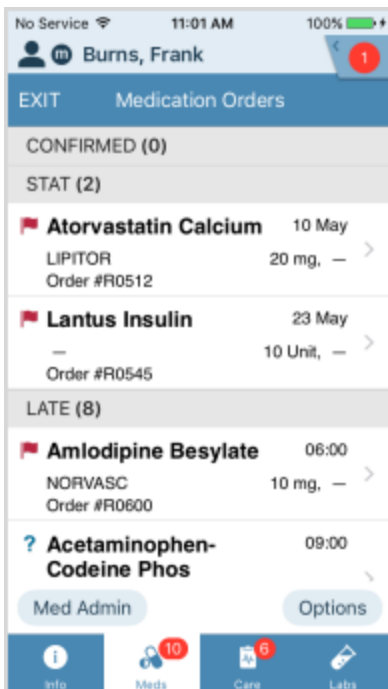 No Service 11:01 AM 100%
m Burns, Frank 1
EXIT Medication Orders
CONFIRMED (0)
STAT (2)
Atorvastatin Calcium 10 May
LIPITOR 20 mg, —
Order #R0512
Lantus Insulin 23 May
— 10 Unit, —
Order #R0545
LATE (8)
Amlodipine Besylate 06:00
NORVASC 10 mg, —
Order #R0600
? Acetaminophen- 09:00
Codeine Phos
Med Admin Options
10 6
Info Meds Care Labs